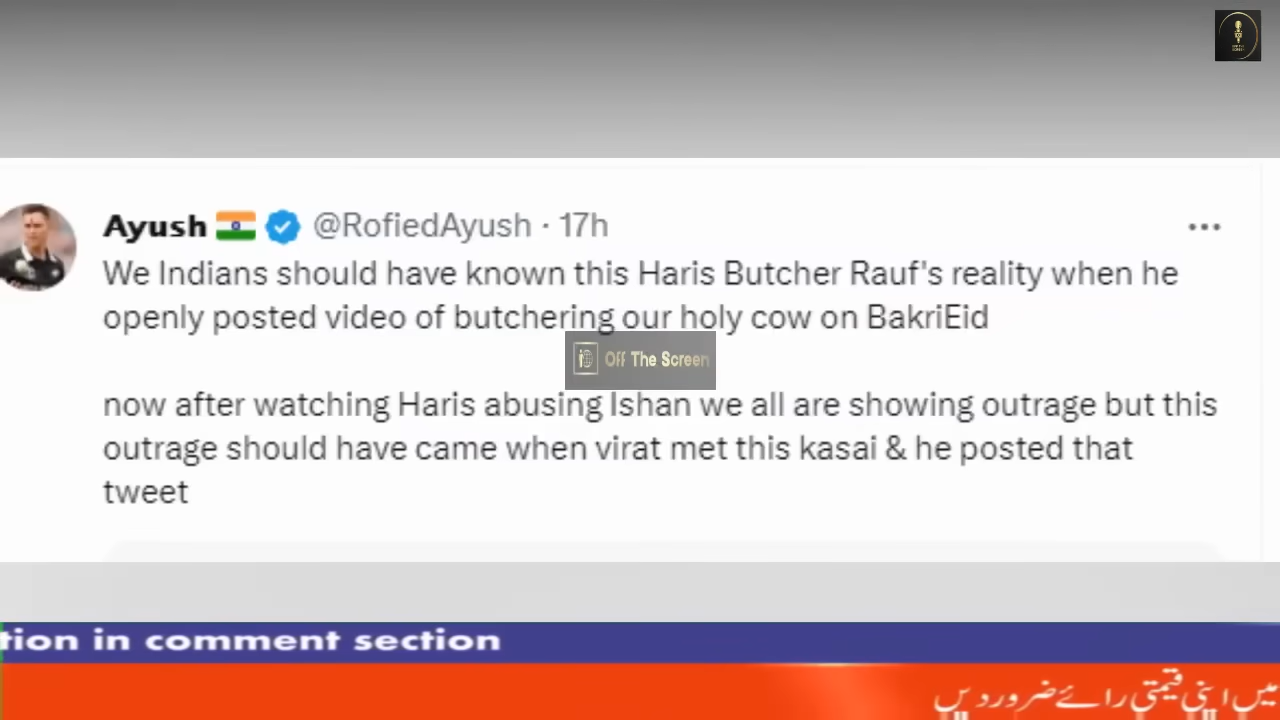 Ayush @RofiedAyush · 17h
We Indians should have known this Haris Butcher Rauf's reality when he
openly posted video of butchering our holy cow on BakriEid
Off The Screen
now after watching Haris abusing Ishan we all are showing outrage but this
outrage should have came when virat met this kasai & he posted that
tweet
tion in comment section
میں اپنی قیمتی رائے ضرور دیں